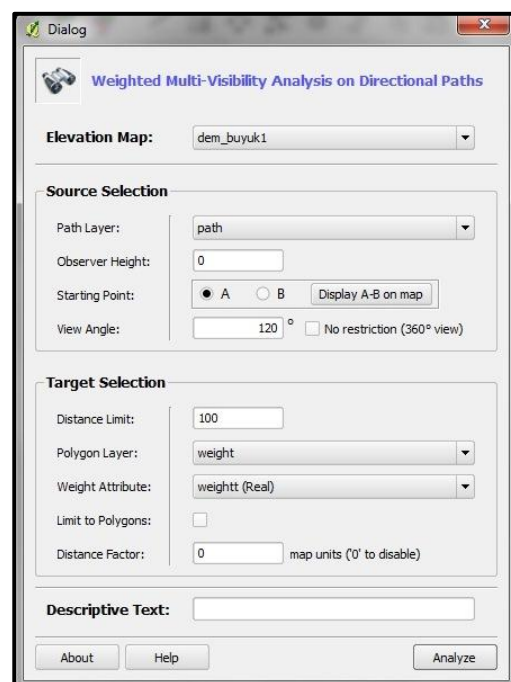 Dialog
Weighted Multi-Visibility Analysis on Directional Paths
Elevation Map: dem_buyuk1
Source Selection
Path Layer: path
Observer Height: 0
Starting Point: A B Display A-B on map
View Angle: 120 ° No restriction (360° view)
Target Selection
Distance Limit: 100
Polygon Layer: weight
Weight Attribute: weightt (Real)
Limit to Polygons:
Distance Factor: 0 map units ('0' to disable)
Descriptive Text:
About Help Analyze